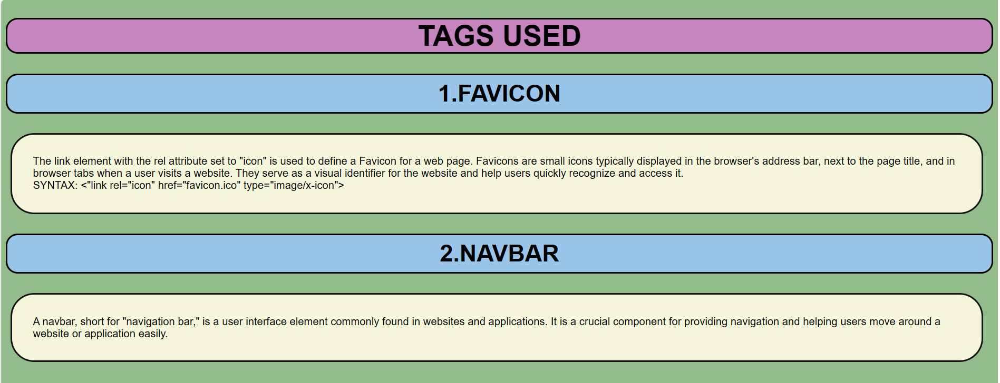 TAGS USED
1.FAVICON
The link element with the rel attribute set to "icon" is used to define a Favicon for a web page. Favicons are small icons typically displayed in the browser's address bar, next to the page title, and in
browser tabs when a user visits a website. They serve as a visual identifier for the website and help users quickly recognize and access it.
SYNTAX: <"link rel="icon" href="favicon.ico" type="image/x-icon">
2.NAVBAR
A navbar, short for "navigation bar," is a user interface element commonly found in websites and applications. It is a crucial component for providing navigation and helping users move around a
website or application easily.